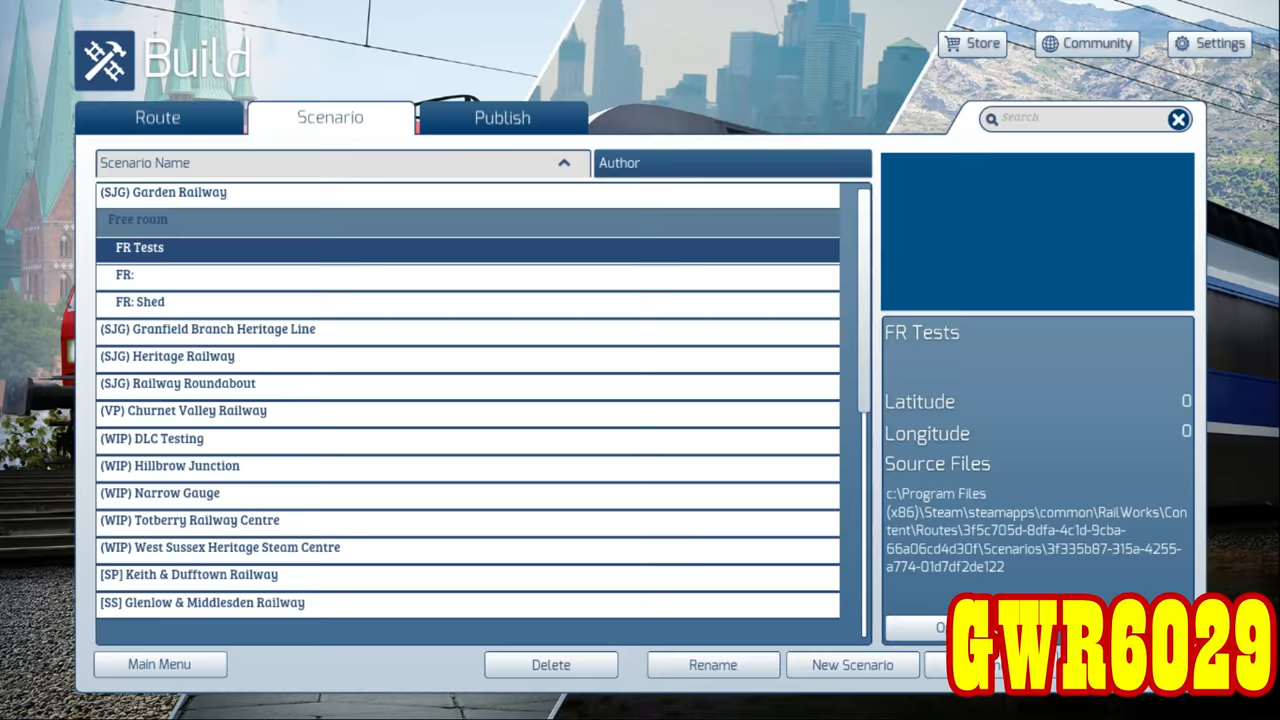 Build
Store
Community
Settings
Route
Scenario
Publish
Search
Scenario Name
Author
(SJG) Garden Railway
Free roam
FR Tests
FR:
FR: Shed
(SJG) Granfield Branch Heritage Line
(SJG) Heritage Railway
(SJG) Railway Roundabout
(VP) Churnet Valley Railway
(WIP) DLC Testing
(WIP) Hillbrow Junction
(WIP) Narrow Gauge
(WIP) Totberry Railway Centre
(WIP) West Sussex Heritage Steam Centre
[SP] Keith & Dufftown Railway
[SS] Glenlow & Middlesden Railway
FR Tests
Latitude 0
Longitude 0
Source Files
c:\Program Files
(x86)\Steam\steamapps\common\RailWorks\Con
tent\Routes\3f5c705d-8dfa-4c1d-9cba-
66a06cd4d30f\Scenarios\3f335b87-315a-4255-
a774-01d7df2de122
Main Menu
Delete
Rename
New Scenario
GWR6029